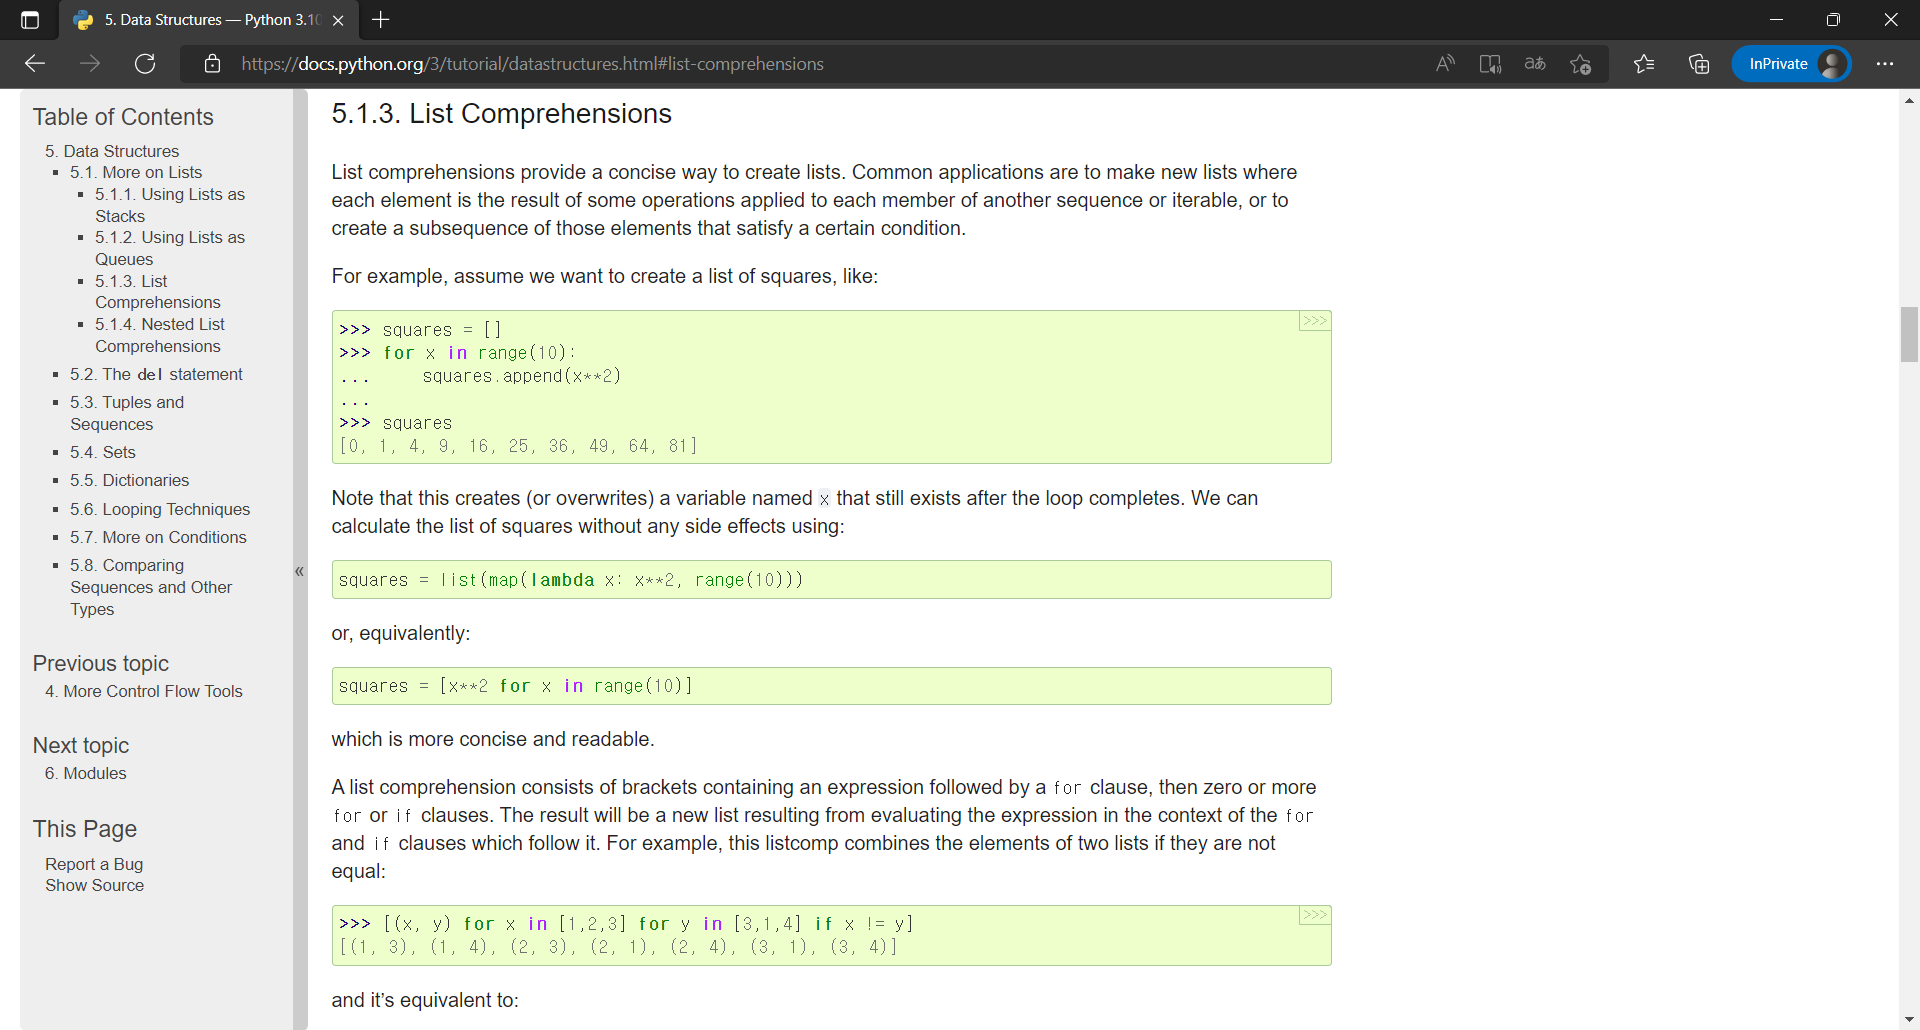 5. Data Structures — Python 3.10
https://docs.python.org/3/tutorial/datastructures.html#list-comprehensions
InPrivate
Table of Contents
5. Data Structures
5.1. More on Lists
5.1.1. Using Lists as
Stacks
5.1.2. Using Lists as
Queues
5.1.3. List
Comprehensions
5.1.4. Nested List
Comprehensions
5.2. The del statement
5.3. Tuples and
Sequences
5.4. Sets
5.5. Dictionaries
5.6. Looping Techniques
5.7. More on Conditions
5.8. Comparing
Sequences and Other
Types
Previous topic
4. More Control Flow Tools
Next topic
6. Modules
This Page
Report a Bug
Show Source
«
5.1.3. List Comprehensions
List comprehensions provide a concise way to create lists. Common applications are to make new lists where
each element is the result of some operations applied to each member of another sequence or iterable, or to
create a subsequence of those elements that satisfy a certain condition.
For example, assume we want to create a list of squares, like:
>>>
>>> squares = []
>>> for x in range(10):
...     squares.append(x**2)
...
>>> squares
[0, 1, 4, 9, 16, 25, 36, 49, 64, 81]
Note that this creates (or overwrites) a variable named x that still exists after the loop completes. We can
calculate the list of squares without any side effects using:
squares = list(map(lambda x: x**2, range(10)))
or, equivalently:
squares = [x**2 for x in range(10)]
which is more concise and readable.
A list comprehension consists of brackets containing an expression followed by a for clause, then zero or more
for or if clauses. The result will be a new list resulting from evaluating the expression in the context of the for
and if clauses which follow it. For example, this listcomp combines the elements of two lists if they are not
equal:
>>>
>>> [(x, y) for x in [1,2,3] for y in [3,1,4] if x != y]
[(1, 3), (1, 4), (2, 3), (2, 1), (2, 4), (3, 1), (3, 4)]
and it's equivalent to: